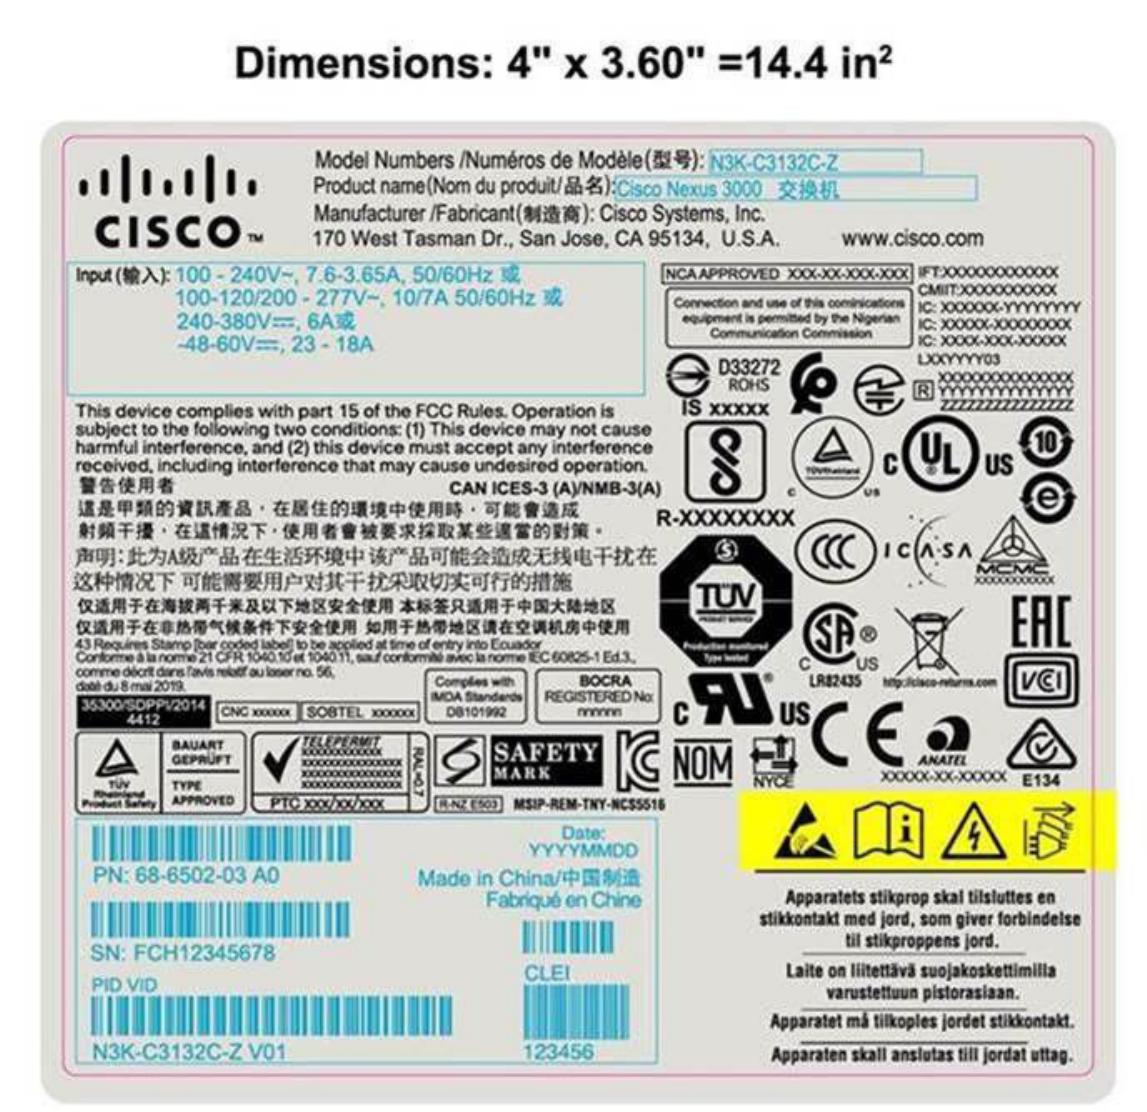 Dimensions: 4" x 3.60" =14.4 in²
CISCO™
Model Numbers /Numéros de Modèle(型号): N3K-C3132C-Z
Product name(Nom du produit/品名):Cisco Nexus 3000 交换机
Manufacturer /Fabricant(制造商): Cisco Systems, Inc.
170 West Tasman Dr., San Jose, CA 95134, U.S.A. www.cisco.com
Input (输入): 100 - 240V~, 7.6-3.65A, 50/60Hz 或
100-120/200 - 277V~, 10/7A 50/60Hz 或
240-380V⎓, 6A或
-48-60V⎓, 23 - 18A
NCA APPROVED XXX-XX-XXX-XXX
Connection and use of this cominications
equipment is permitted by the Nigerian
Communication Commission
IFT:XXXXXXXXXXXX
CMIIT:XXXXXXXXXX
IC: XXXXXX-YYYYYYYY
IC: XXXXX-XXXXXXXX
IC: XXXX-XXX-XXXXX
LXXYYYY03
D33272
ROHS
R
This device complies with part 15 of the FCC Rules. Operation is
subject to the following two conditions: (1) This device may not cause
harmful interference, and (2) this device must accept any interference
received, including interference that may cause undesired operation.
警告使用者
CAN ICES-3 (A)/NMB-3(A)
這是甲類的資訊產品，在居住的環境中使用時，可能會造成
射頻干擾，在這情況下，使用者會被要求採取某些適當的對策。
声明:此为A级产品在生活环境中该产品可能会造成无线电干扰在
这种情况下 可能需要用户对其干扰采取切实可行的措施
仅适用于在海拔两千米及以下地区安全使用 本标签只适用于中国大陆地区
仅适用于在非热带气候条件下安全使用 如用于热带地区请在空调机房中使用
43 Requires Stamp [bar coded label] to be applied at time of entry into Ecuador
Conforme à la norme 21 CFR 1040.10 et 1040.11, sauf conformité avec la norme IEC 60825-1 Ed.3.,
comme décrit dans l'avis relatif au laser no. 56,
daté du 8 mai 2019.
IS XXXXX
R-XXXXXXXX
TÜVRheinland
C US
C UL US
10
e
S
TÜV
PRODUCT SERVICE
Production monitored
Type tested
CCC
ICASA
MCMC
XXXXXXXXXX
SA ®
C US
LR82435
http://cisco-returns.com
EAC
VCI
35300/SDPPI/2014
4412
CNC XXXXXX
SOBTEL XXXXXX
Complies with
IMDA Standards
DB101992
BOCRA
REGISTERED No:
nnnnnn
C RU ® US
CE
ANATEL
XXXXX-XX-XXXXX
E134
TÜV
Rheinland
Product Safety
BAUART
GEPRÜFT
TYPE
APPROVED
TELEPERMIT
XXXXXXXXXXX
XXXXXXXXXXXXX
XXXXXXXXXXXXX
XXXXXXXXXXXXX
PTC XXX/XX/XXX
RAL=0.7
SAFETY
MARK
R-NZ E503
KC
MSIP-REM-TNY-NCS5516
NOM
NYCE
PN: 68-6502-03 A0
SN: FCH12345678
PID VID
N3K-C3132C-Z V01
Date:
YYYYMMDD
Made in China/中国制造
Fabriqué en Chine
CLEI
123456
i
Apparatets stikprop skal tilsluttes en
stikkontakt med jord, som giver forbindelse
til stikproppens jord.
Laite on liitettävä suojakoskettimilla
varustettuun pistorasiaan.
Apparatet må tilkoples jordet stikkontakt.
Apparaten skall anslutas till jordat uttag.